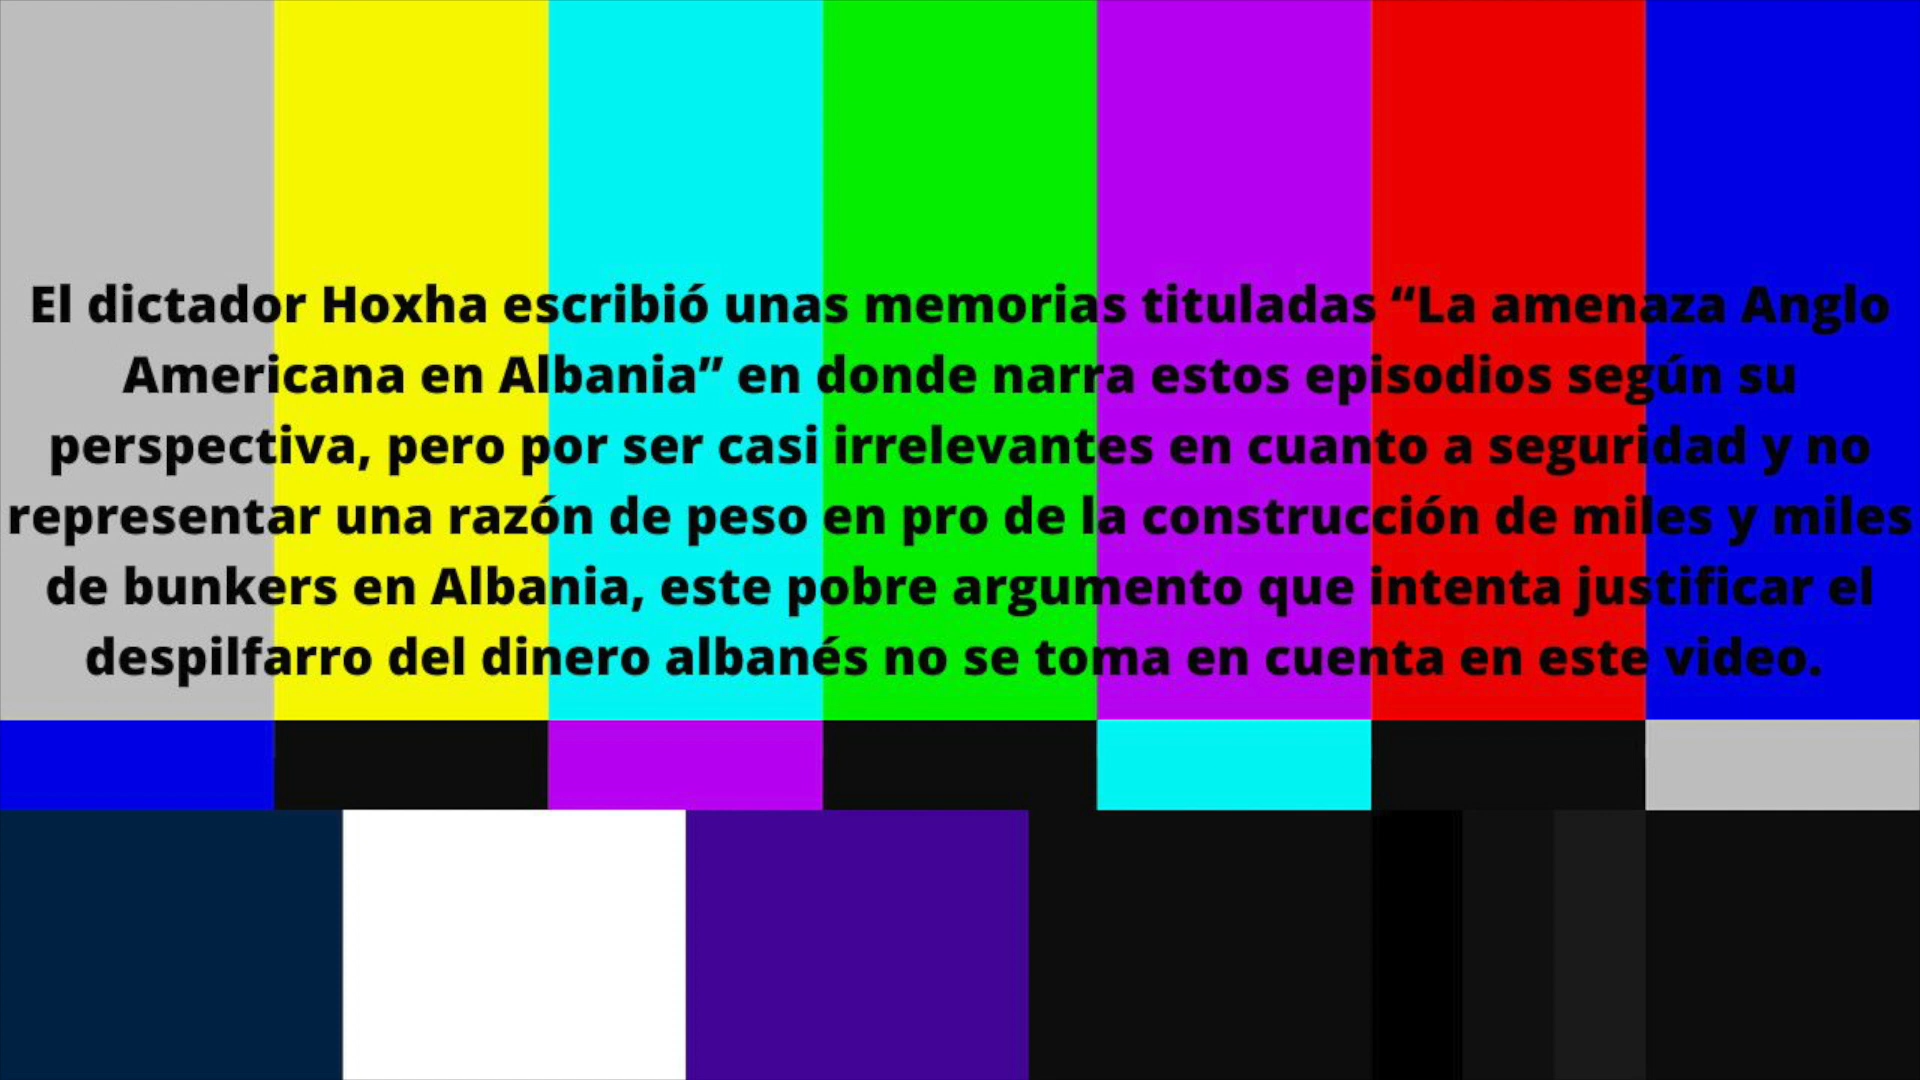 El dictador Hoxha escribió unas memorias tituladas “La amenaza Anglo
Americana en Albania” en donde narra estos episodios según su
perspectiva, pero por ser casi irrelevantes en cuanto a seguridad y no
representar una razón de peso en pro de la construcción de miles y miles
de bunkers en Albania, este pobre argumento que intenta justificar el
despilfarro del dinero albanés no se toma en cuenta en este video.